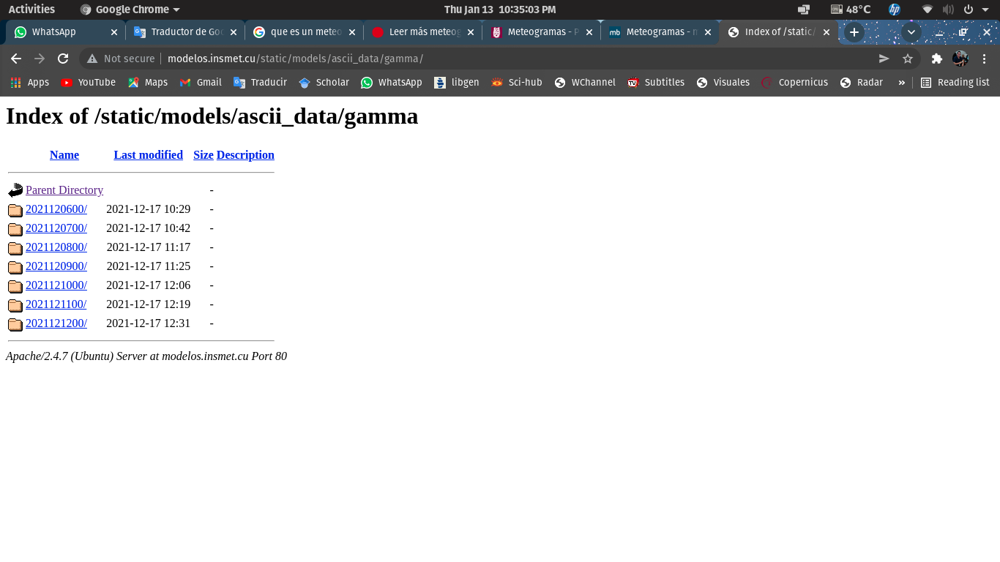 Activities Google Chrome Thu Jan 13 10:35:03 PM 48°C hp
WhatsApp Traductor de Goo que es un meteo Leer más meteog Meteogramas - P mb Meteogramas - n Index of /static/
Not secure modelos.insmet.cu/static/models/ascii_data/gamma/
Apps YouTube Maps Gmail Traducir Scholar WhatsApp libgen Sci-hub WChannel Subtitles Visuales Copernicus Radar » Reading list
Index of /static/models/ascii_data/gamma
Name Last modified Size Description
Parent Directory -
2021120600/ 2021-12-17 10:29 -
2021120700/ 2021-12-17 10:42 -
2021120800/ 2021-12-17 11:17 -
2021120900/ 2021-12-17 11:25 -
2021121000/ 2021-12-17 12:06 -
2021121100/ 2021-12-17 12:19 -
2021121200/ 2021-12-17 12:31 -
Apache/2.4.7 (Ubuntu) Server at modelos.insmet.cu Port 80